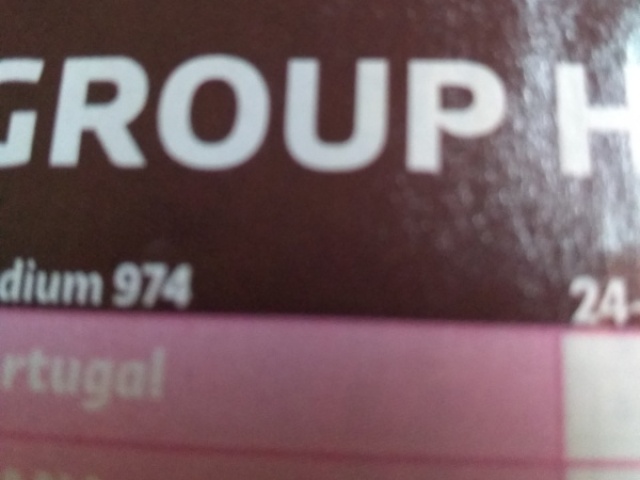 GROUP H
dium 974 24-
rtugal